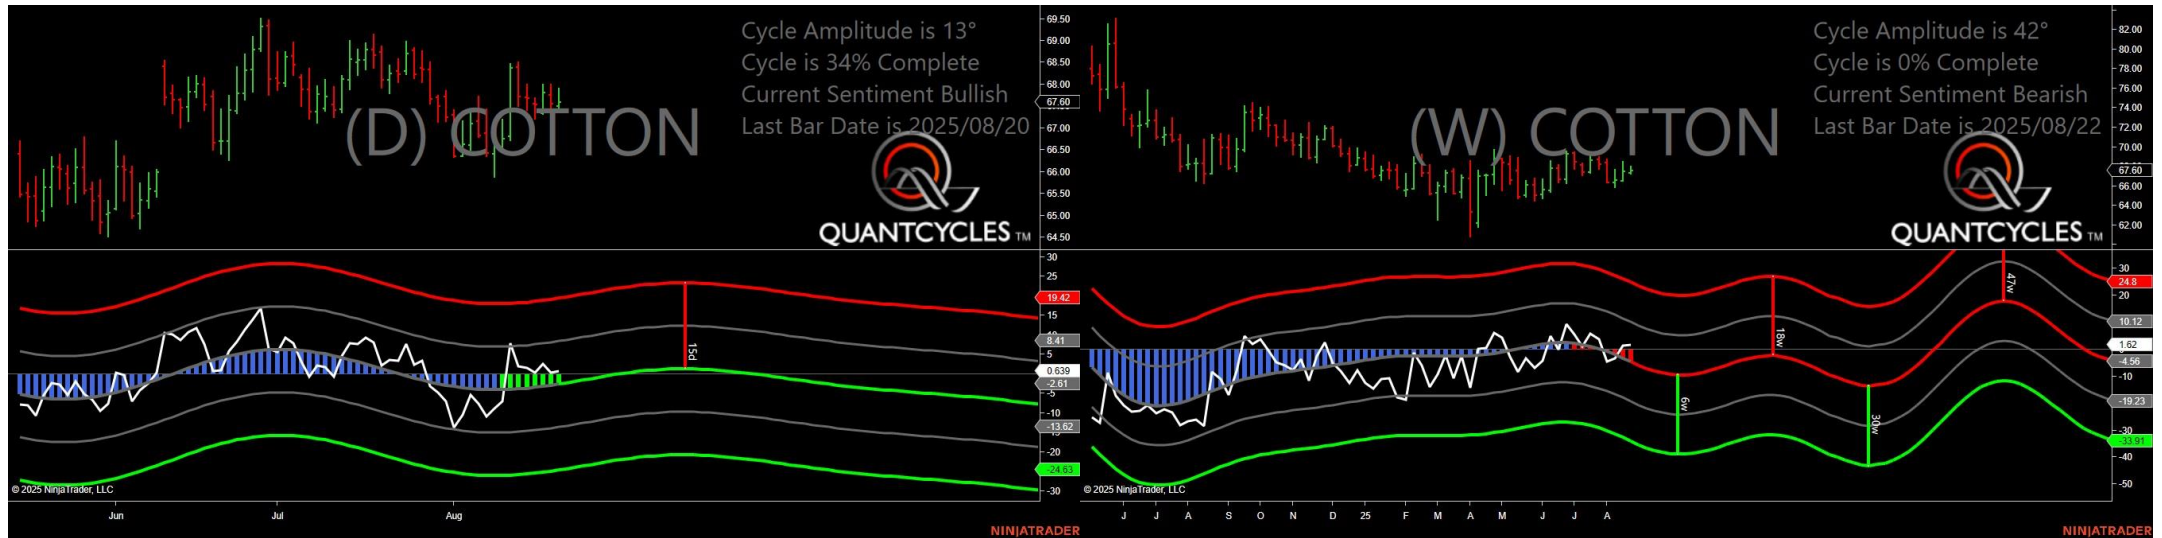 Cycle Amplitude is 13°
Cycle is 34% Complete
Current Sentiment Bullish
Last Bar Date is 2025/08/20
(D) COTTON
QUANTCYCLES TM
69.50
69.00
68.50
68.00
67.60
67.00
66.50
66.00
65.50
65.00
64.50
30
25
19.42
15
8.41
5
0.639
-2.61
-5
-10
-13.62
-20
-24.63
-30
15d
© 2025 NinjaTrader, LLC
Jun
Jul
Aug
NINJATRADER
Cycle Amplitude is 42°
Cycle is 0% Complete
Current Sentiment Bearish
Last Bar Date is 2025/08/22
(W) COTTON
QUANTCYCLES TM
82.00
80.00
78.00
76.00
74.00
72.00
70.00
67.60
66.00
64.00
62.00
30
24.8
20
10.12
1.62
-4.56
-10
-19.23
-30
-33.91
-40
-50
6w
18w
30w
47w
© 2025 NinjaTrader, LLC
J J A S O N D 25 F M A M J J A
NINJATRADER